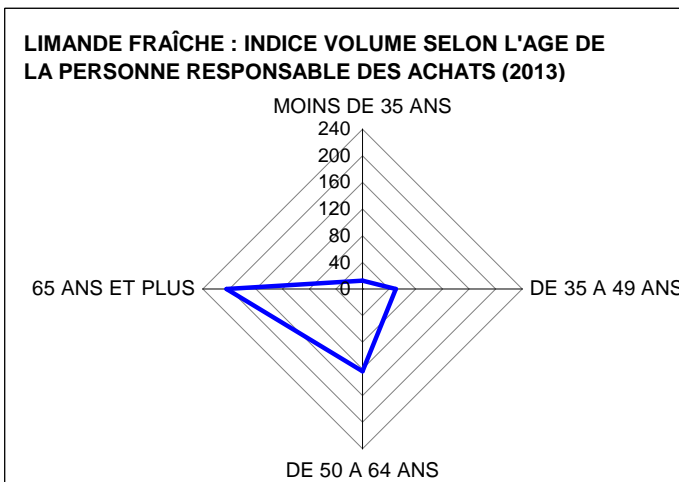 LIMANDE FRAÎCHE : INDICE VOLUME SELON L'AGE DE
LA PERSONNE RESPONSABLE DES ACHATS (2013)
MOINS DE 35 ANS
240
200
160
120
80
40
0
65 ANS ET PLUS
DE 35 A 49 ANS
DE 50 A 64 ANS